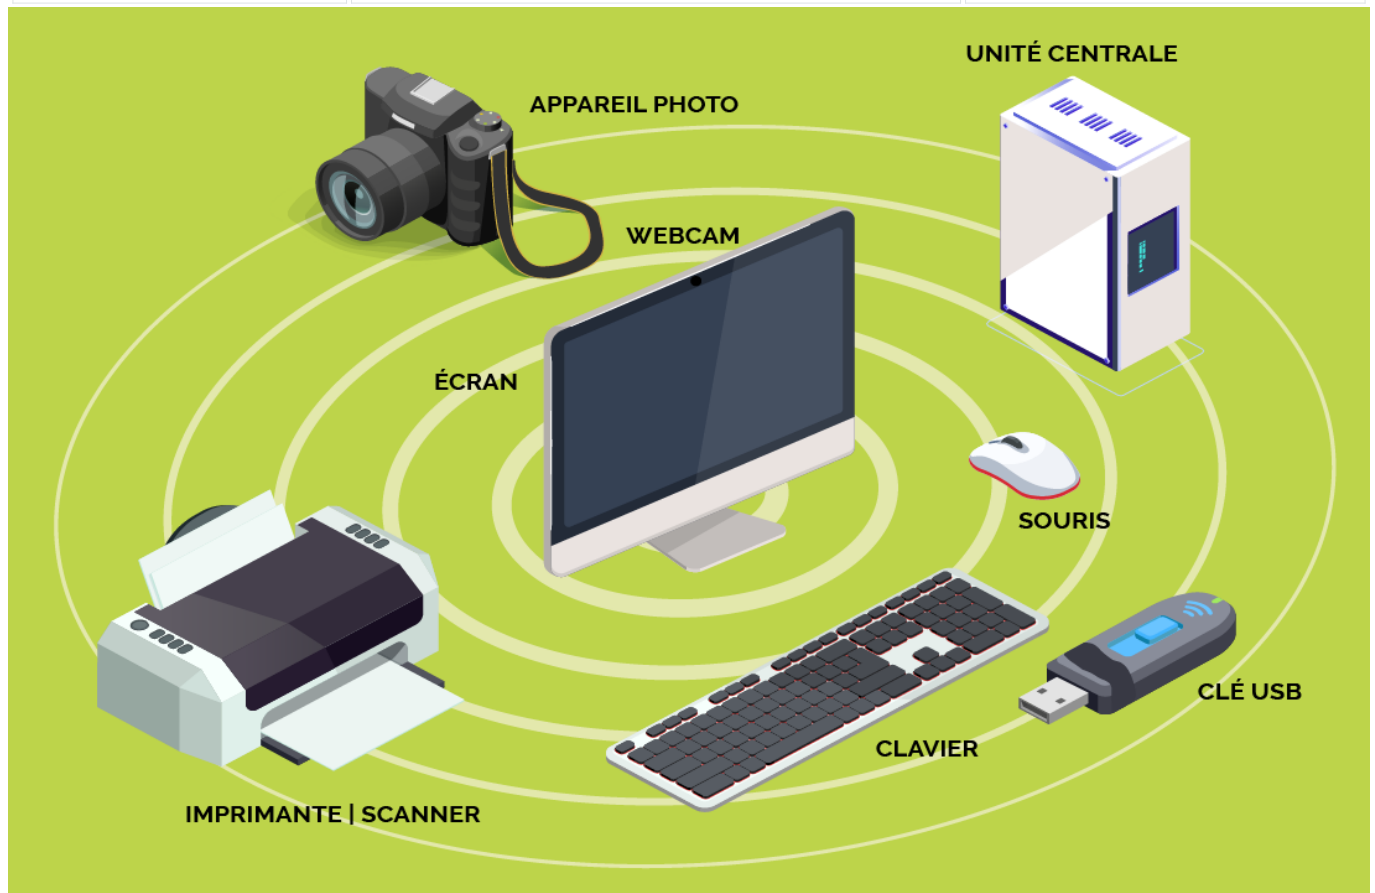 UNITÉ CENTRALE
APPAREIL PHOTO
WEBCAM
ÉCRAN
SOURIS
CLÉ USB
CLAVIER
IMPRIMANTE | SCANNER